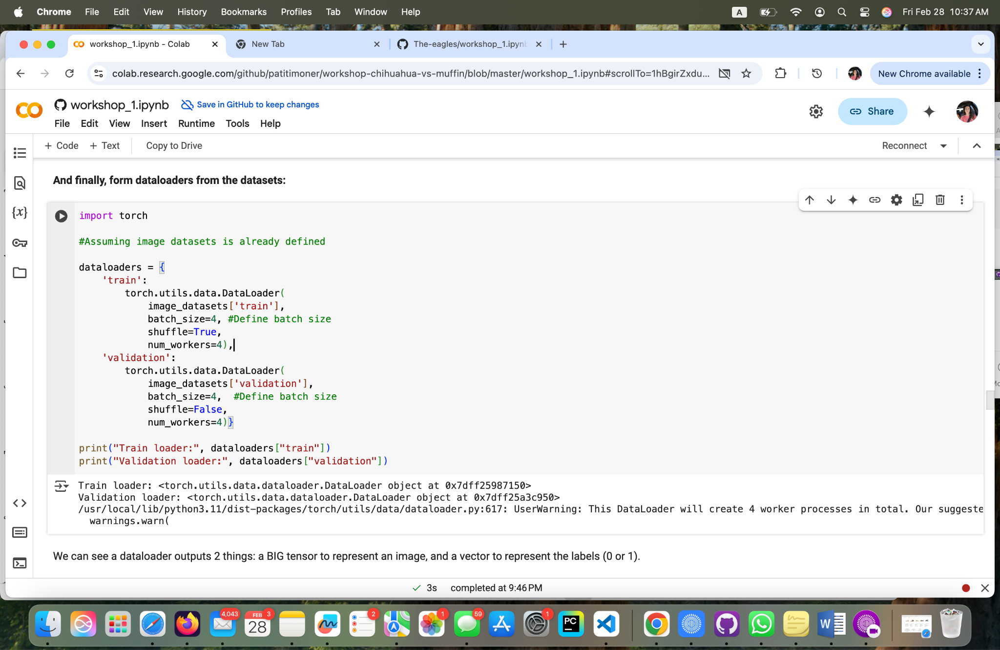 Chrome File Edit View History Bookmarks Profiles Tab Window Help A Fri Feb 28 10:37 AM
workshop_1.ipynb - Colab New Tab The-eagles/workshop_1.ipyn
colab.research.google.com/github/patitimoner/workshop-chihuahua-vs-muffin/blob/master/workshop_1.ipynb#scrollTo=1hBgirZxdu... New Chrome available
workshop_1.ipynb Save in GitHub to keep changes
Share
File Edit View Insert Runtime Tools Help
+ Code + Text Copy to Drive Reconnect
And finally, form dataloaders from the datasets:
import torch
#Assuming image datasets is already defined
dataloaders = {
'train':
torch.utils.data.DataLoader(
image_datasets['train'],
batch_size=4, #Define batch size
shuffle=True,
num_workers=4),
'validation':
torch.utils.data.DataLoader(
image_datasets['validation'],
batch_size=4, #Define batch size
shuffle=False,
num_workers=4)}
print("Train loader:", dataloaders["train"])
print("Validation loader:", dataloaders["validation"])
Train loader: <torch.utils.data.dataloader.DataLoader object at 0x7dff25987150>
Validation loader: <torch.utils.data.dataloader.DataLoader object at 0x7dff25a3c950>
/usr/local/lib/python3.11/dist-packages/torch/utils/data/dataloader.py:617: UserWarning: This DataLoader will create 4 worker processes in total. Our suggeste
warnings.warn(
We can see a dataloader outputs 2 things: a BIG tensor to represent an image, and a vector to represent the labels (0 or 1).
3s completed at 9:46 PM
4,043 FEB 3 28 2 1 59 1 PC W